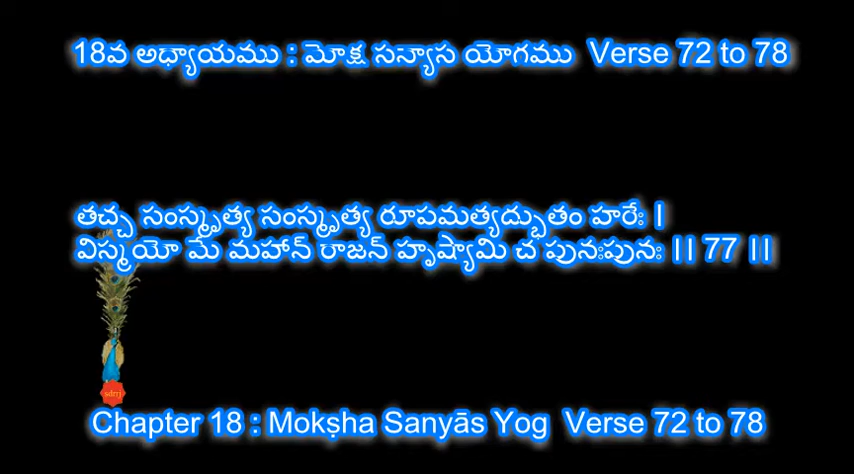 18వ అధ్యాయము : మోక్ష సన్యాస యోగము  Verse 72 to 78
తచ్చ సంస్మృత్య సంస్మృత్య రూపమత్యద్భుతం హరేః |
విస్మయో మే మహాన్ రాజన్ హృష్యామి చ పునఃపునః || 77 ||
sdrrj
Chapter 18 : Mokṣha Sanyās Yog  Verse 72 to 78